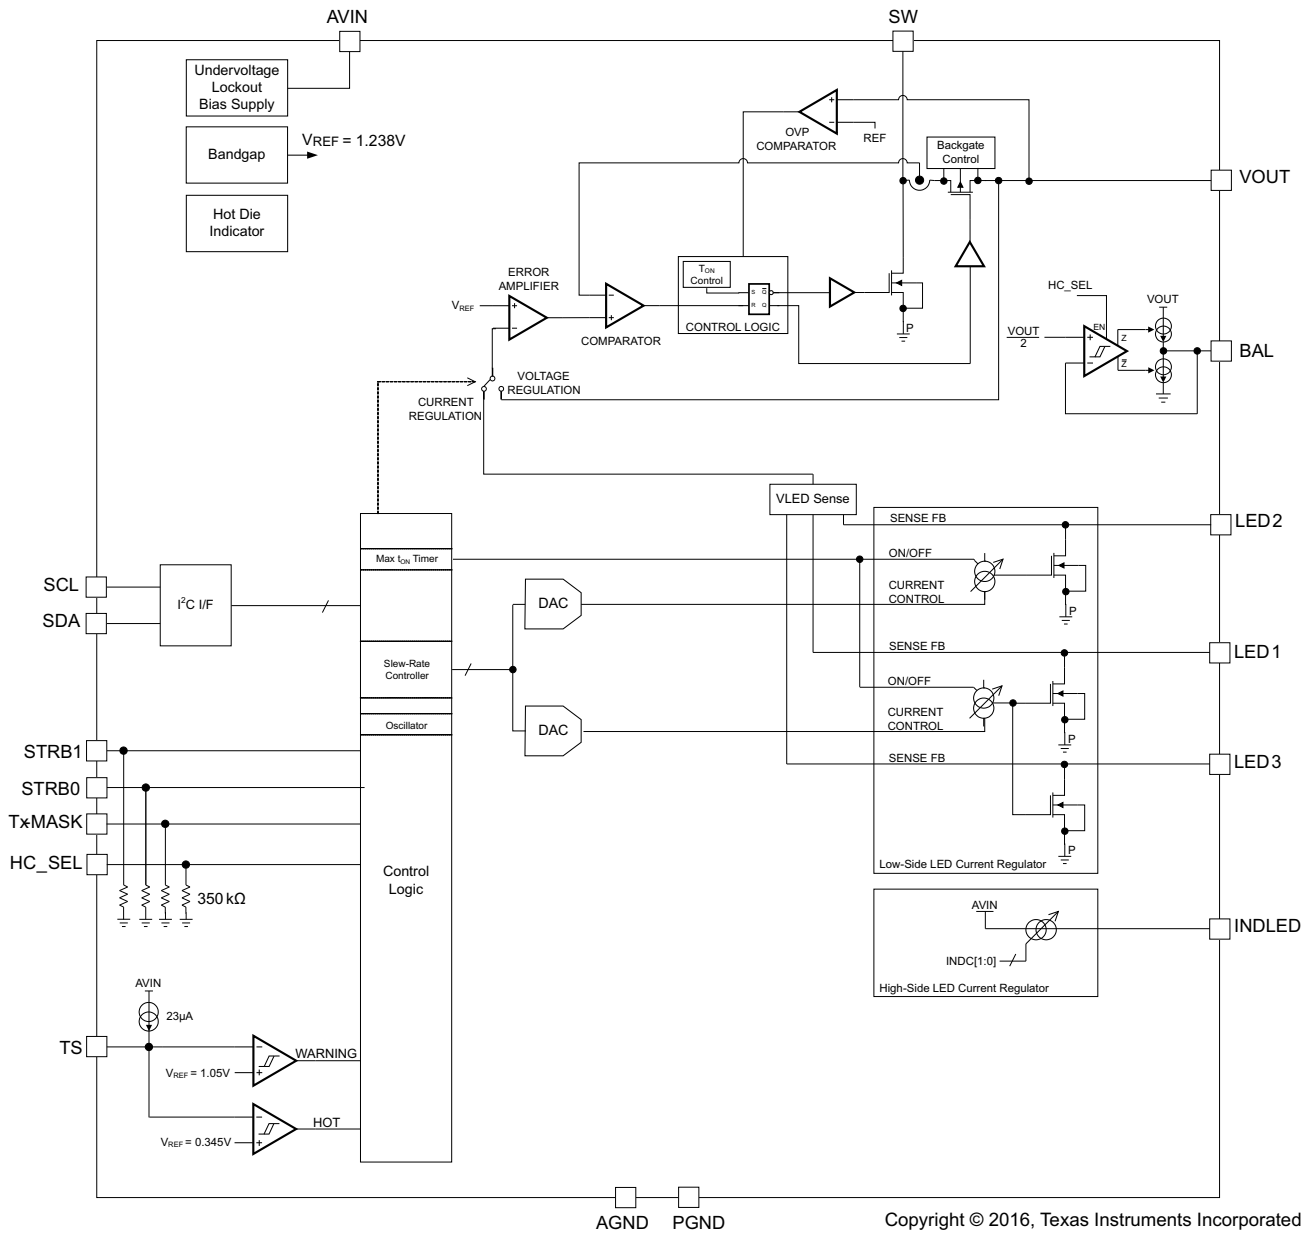 AVIN
SW
Undervoltage
Lockout
Bias Supply
Bandgap
VREF = 1.238V
Hot Die
Indicator
OVP
COMPARATOR
+
−
REF
Backgate
Control
VOUT
ERROR
AMPLIFIER
VREF
+
−
−
+
COMPARATOR
TON
Control
S Q̅
R Q
CONTROL LOGIC
P
HC_SEL
VOUT
EN
VOUT
2
+
−
Z
Z̅
BAL
VOLTAGE
REGULATION
CURRENT
REGULATION
VLED Sense
SENSE FB
LED2
Max tON Timer
ON/OFF
CURRENT
CONTROL
P
SCL
SDA
I²C I/F
DAC
SENSE FB
LED1
Slew-Rate
Controller
ON/OFF
CURRENT
CONTROL
P
Oscillator
DAC
SENSE FB
LED3
P
Low-Side LED Current Regulator
STRB1
STRB0
Tx-MASK
HC_SEL
350 kΩ
Control
Logic
AVIN
INDC[1:0]
INDLED
High-Side LED Current Regulator
AVIN
23µA
TS
−
+
WARNING
VREF = 1.05V
−
+
HOT
VREF = 0.345V
AGND
PGND
Copyright © 2016, Texas Instruments Incorporated